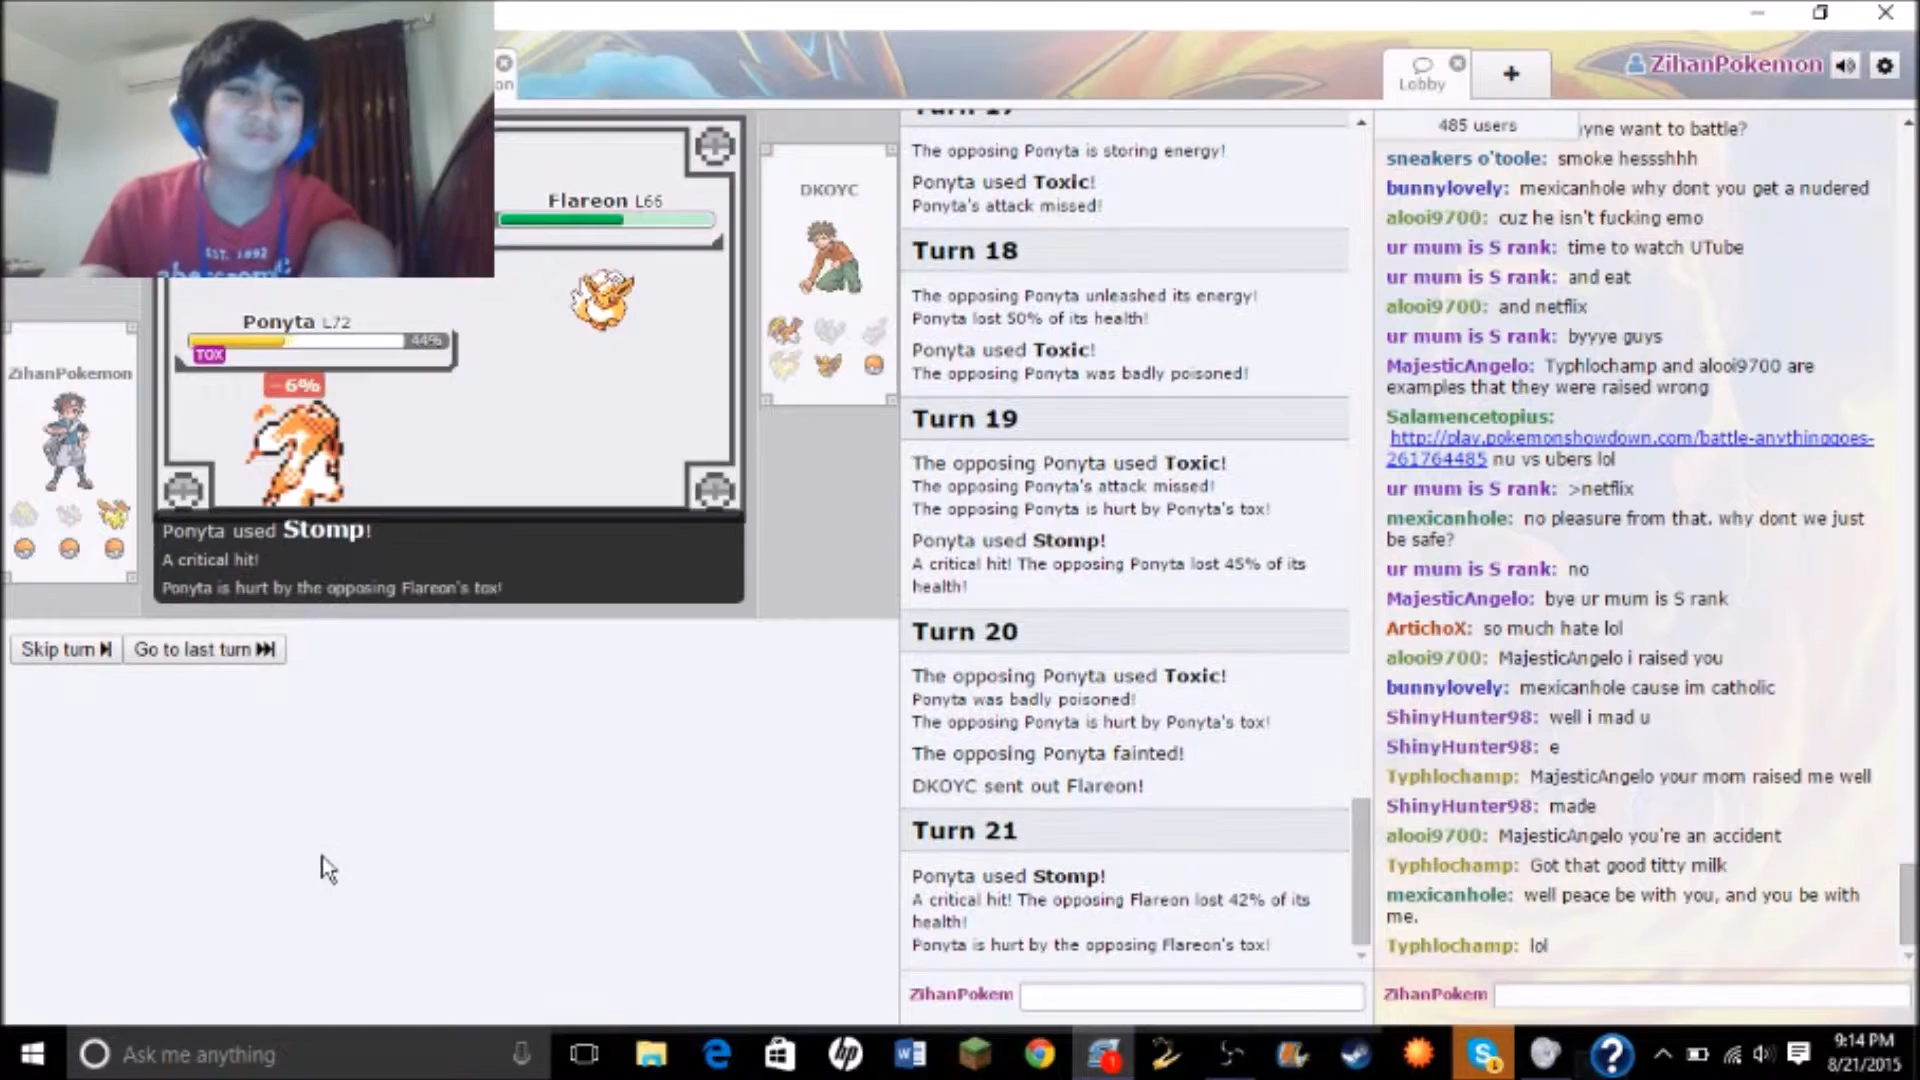 EST. 1892
on
Lobby
+
ZihanPokemon
Flareon L66
Ponyta L72
44%
TOX
-6%
ZihanPokemon
DKOYC
Ponyta used Stomp!
A critical hit!
Ponyta is hurt by the opposing Flareon's tox!
Skip turn
Go to last turn
Turn 17
The opposing Ponyta is storing energy!
Ponyta used Toxic!
Ponyta's attack missed!
Turn 18
The opposing Ponyta unleashed its energy!
Ponyta lost 50% of its health!
Ponyta used Toxic!
The opposing Ponyta was badly poisoned!
Turn 19
The opposing Ponyta used Toxic!
The opposing Ponyta's attack missed!
The opposing Ponyta is hurt by Ponyta's tox!
Ponyta used Stomp!
A critical hit! The opposing Ponyta lost 45% of its
health!
Turn 20
The opposing Ponyta used Toxic!
Ponyta was badly poisoned!
The opposing Ponyta is hurt by Ponyta's tox!
The opposing Ponyta fainted!
DKOYC sent out Flareon!
Turn 21
Ponyta used Stomp!
A critical hit! The opposing Flareon lost 42% of its
health!
Ponyta is hurt by the opposing Flareon's tox!
ZihanPokem
485 users
yne want to battle?
sneakers o'toole: smoke hessshhh
bunnylovely: mexicanhole why dont you get a nudered
alooi9700: cuz he isn't fucking emo
ur mum is S rank: time to watch UTube
ur mum is S rank: and eat
alooi9700: and netflix
ur mum is S rank: byyye guys
MajesticAngelo: Typhlochamp and alooi9700 are
examples that they were raised wrong
Salamencetopius:
http://play.pokemonshowdown.com/battle-anythinggoes-
261764485 nu vs ubers lol
ur mum is S rank: >netflix
mexicanhole: no pleasure from that. why dont we just
be safe?
ur mum is S rank: no
MajesticAngelo: bye ur mum is S rank
ArtichoX: so much hate lol
alooi9700: MajesticAngelo i raised you
bunnylovely: mexicanhole cause im catholic
ShinyHunter98: well i mad u
ShinyHunter98: e
Typhlochamp: MajesticAngelo your mom raised me well
ShinyHunter98: made
alooi9700: MajesticAngelo you're an accident
Typhlochamp: Got that good titty milk
mexicanhole: well peace be with you, and you be with
me.
Typhlochamp: lol
ZihanPokem
Ask me anything
9:14 PM
8/21/2015